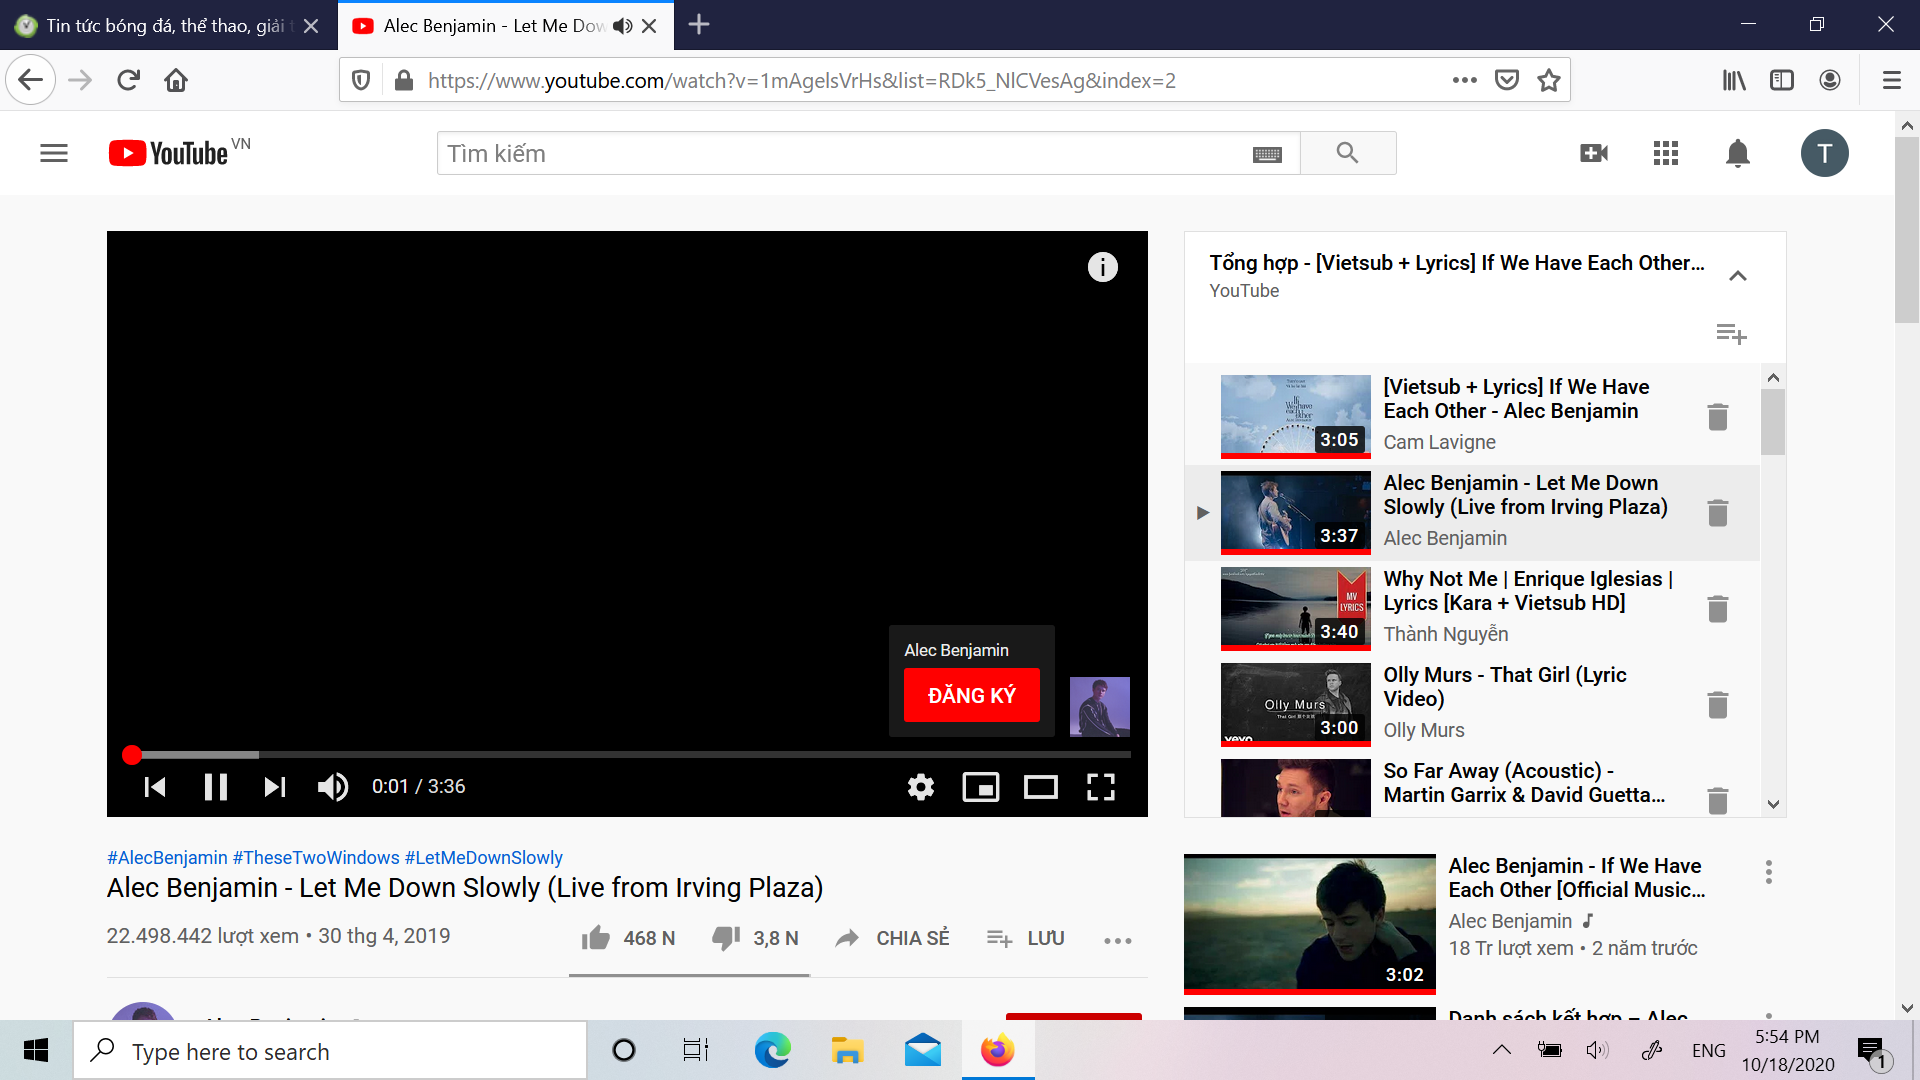 Tin tức bóng đá, thể thao, giải t
Alec Benjamin - Let Me Dow
https://www.youtube.com/watch?v=1mAgelsVrHs&list=RDk5_NlCVesAg&index=2
YouTube VN
Tìm kiếm
T
Tổng hợp - [Vietsub + Lyrics] If We Have Each Other...
YouTube
[Vietsub + Lyrics] If We Have
Each Other - Alec Benjamin
3:05
Cam Lavigne
Alec Benjamin - Let Me Down
Slowly (Live from Irving Plaza)
3:37
Alec Benjamin
Why Not Me | Enrique Iglesias |
Lyrics [Kara + Vietsub HD]
MV
LYRICS
3:40
Thành Nguyễn
Olly Murs - That Girl (Lyric
Video)
Olly Murs
That Girl
3:00
vevo
Olly Murs
So Far Away (Acoustic) -
Martin Garrix & David Guetta...
Alec Benjamin
ĐĂNG KÝ
0:01 / 3:36
#AlecBenjamin #TheseTwoWindows #LetMeDownSlowly
Alec Benjamin - Let Me Down Slowly (Live from Irving Plaza)
22.498.442 lượt xem • 30 thg 4, 2019
468 N
3,8 N
CHIA SẺ
LƯU
Alec Benjamin - If We Have
Each Other [Official Music...
Alec Benjamin
18 Tr lượt xem • 2 năm trước
3:02
Danh sách kết hợp – Alec
Alec Benjamin
Type here to search
ENG
5:54 PM
10/18/2020
1